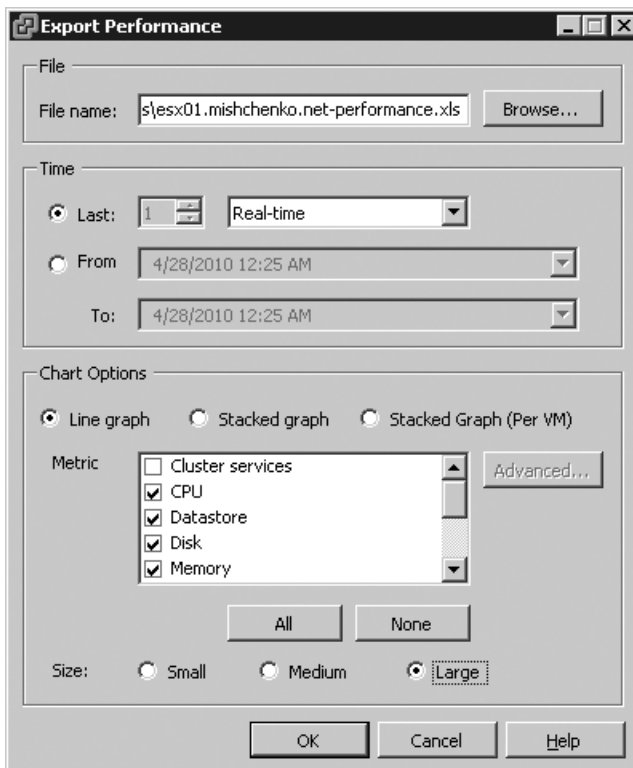 Export Performance
File
File name: s\esx01.mishchenko.net-performance.xls Browse...
Time
Last: 1 Real-time
From 4/28/2010 12:25 AM
To: 4/28/2010 12:25 AM
Chart Options
Line graph Stacked graph Stacked Graph (Per VM)
Metric Cluster services Advanced...
CPU
Datastore
Disk
Memory
All None
Size: Small Medium Large
OK Cancel Help